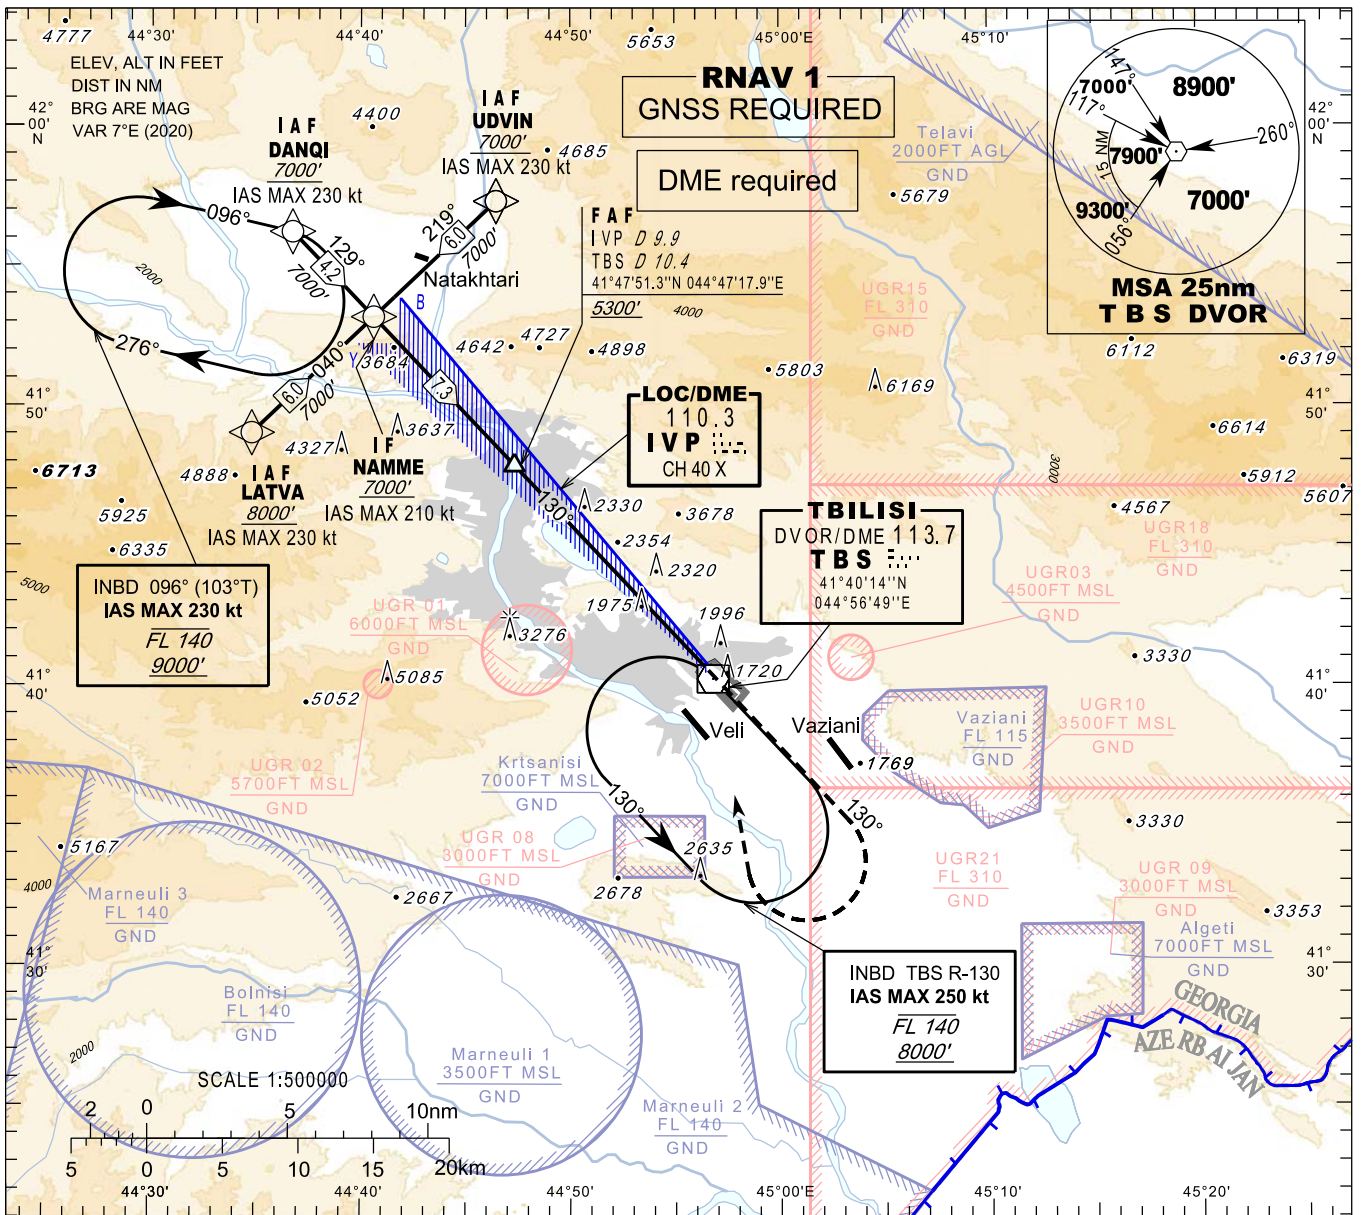 44°30'
44°40'
44°50'
45°00'E
45°10'
4777
ELEV, ALT IN FEET
DIST IN NM
BRG ARE MAG
VAR 7°E (2020)
42°
00'
N
5653
RNAV 1
GNSS REQUIRED
DME required
147°
7000'
117°
8900'
260°
15 NM
7900'
9300'
056°
7000'
MSA 25nm
T B S DVOR
42°
00'
N
I A F
DANQI
7000'
IAS MAX 230 kt
4400
I A F
UDVIN
7000'
IAS MAX 230 kt
4685
Telavi
2000FT AGL
GND
5679
096°
129°
4.2
7000'
219°
6.0
7000'
Natakhtari
2000
F A F
IVP D 9.9
TBS D 10.4
41°47'51.3"N 044°47'17.9"E
5300'
4000
UGR15
FL 310
GND
B
Y
276°
040°
6.0
7000'
3684
7.3
4642
4727
4898
5803
6169
6112
6319
41°
50'
41°
50'
LOC/DME
110.3
IVP
CH 40 X
4327
3637
6614
6713
4888
I A F
LATVA
8000'
IAS MAX 230 kt
I F
NAMME
7000'
IAS MAX 210 kt
3000
5912
5607
5925
6335
5000
130°
2330
3678
2354
2320
4567
UGR18
FL 310
GND
TBILISI
DVOR/DME 113.7
TBS
41°40'14"N
044°56'49"E
INBD 096° (103°T)
IAS MAX 230 kt
FL 140
9000'
UGR 01
6000FT MSL
GND
3276
1975
1996
1720
UGR03
4500FT MSL
GND
3330
41°
40'
41°
40'
5085
5052
UGR 02
5700FT MSL
GND
Veli
Vaziani
1769
Vaziani
FL 115
GND
UGR10
3500FT MSL
GND
Krtsanisi
7000FT MSL
GND
130°
130°
3330
UGR 08
3000FT MSL
GND
2635
2678
UGR21
FL 310
GND
UGR 09
3000FT MSL
GND
5167
4000
Marneuli 3
FL 140
GND
2667
3353
Algeti
7000FT MSL
GND
41°
30'
41°
30'
INBD TBS R-130
IAS MAX 250 kt
FL 140
8000'
Bolnisi
FL 140
GND
GEORGIA
AZE RB AI JAN
2000
Marneuli 1
3500FT MSL
GND
Marneuli 2
FL 140
GND
SCALE 1:500000
2 0 5 10nm
5 0 5 10 15 20km
44°30'
44°40'
44°50'
45°00'E
45°10'
45°20'